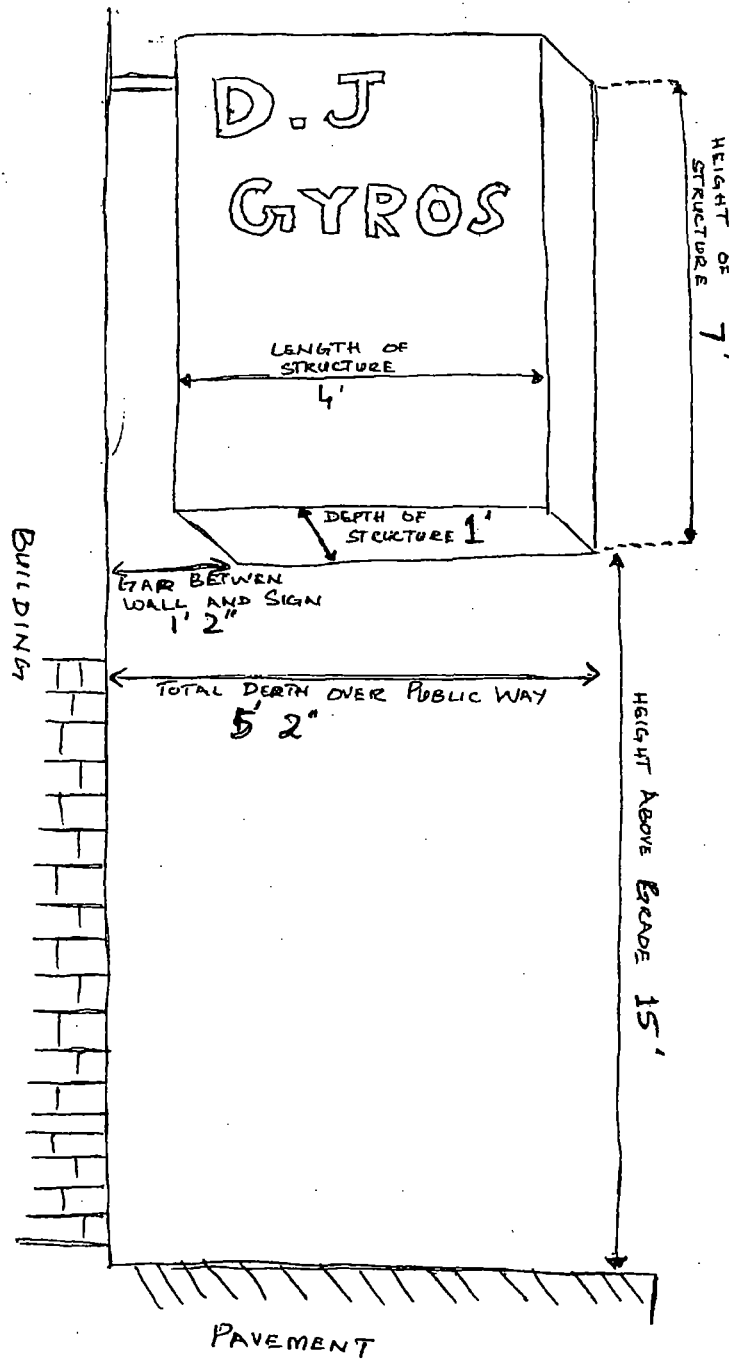 D.J
GYROS
HEIGHT OF
STRUCTURE 7'
LENGTH OF
STRUCTURE
4'
DEPTH OF
STRUCTURE 1'
GAP BETWEN
WALL AND SIGN
1' 2"
BUILDING
TOTAL DEPTH OVER PUBLIC WAY
5' 2"
HEIGHT ABOVE GRADE 15'
PAVEMENT